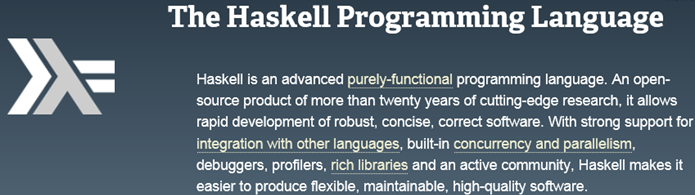 The Haskell Programming Language
Haskell is an advanced purely-functional programming language. An open-
source product of more than twenty years of cutting-edge research, it allows
rapid development of robust, concise, correct software. With strong support for
integration with other languages, built-in concurrency and parallelism,
debuggers, profilers, rich libraries and an active community, Haskell makes it
easier to produce flexible, maintainable, high-quality software.